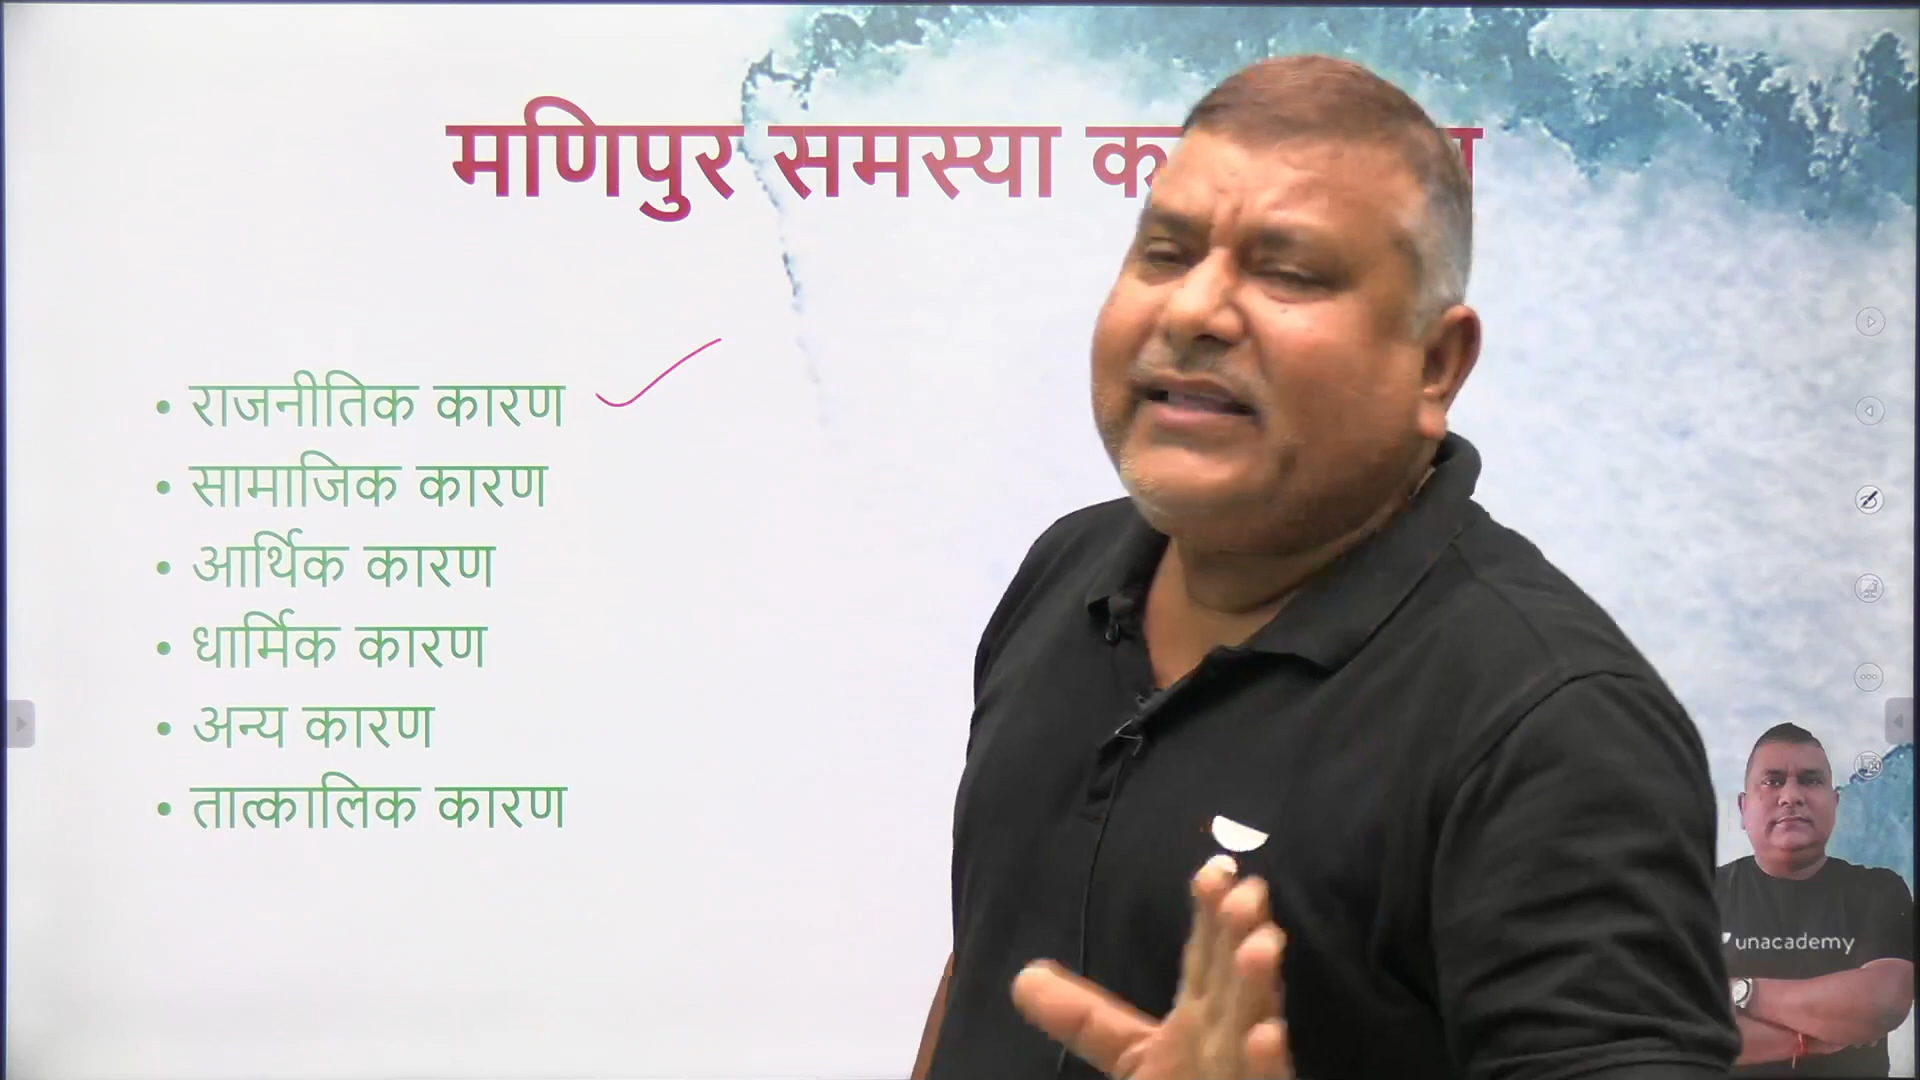 मणिपुर समस्या
राजनीतिक कारण
सामाजिक कारण
आर्थिक कारण
धार्मिक कारण
अन्य कारण
तात्कालिक कारण
unacademy